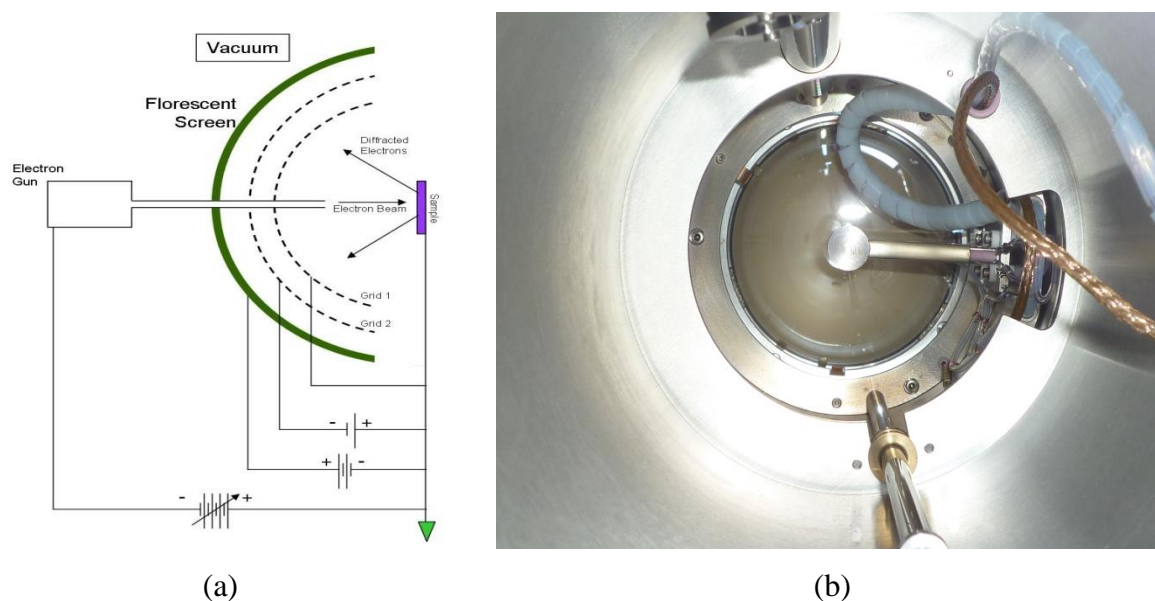 Vacuum
Florescent
Screen
Diffracted
Electrons
Electron
Gun
Electron Beam
Sample
Grid 1
Grid 2
- +
+ -
- +
(a)
(b)